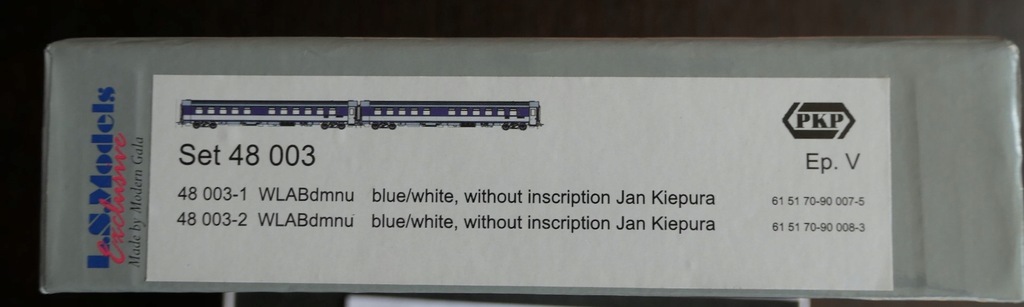 L.S.Models
exclusive
Made by Modern Gala
PKP
Set 48 003
Ep. V
48 003-1 WLABdmnu blue/white, without inscription Jan Kiepura 61 51 70-90 007-5
48 003-2 WLABdmnu blue/white, without inscription Jan Kiepura 61 51 70-90 008-3